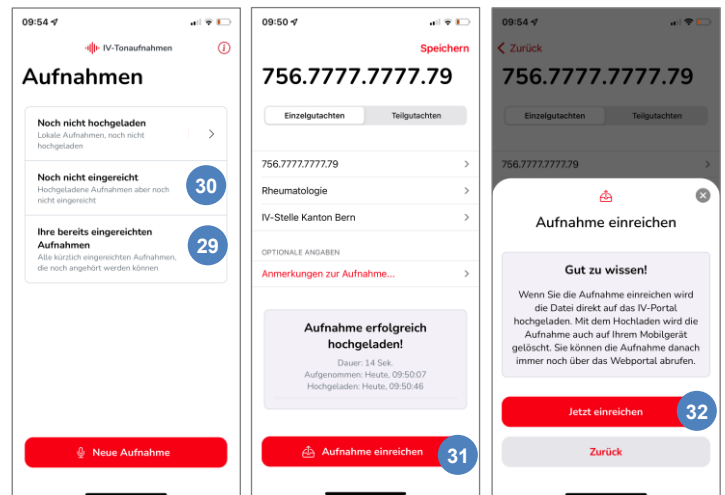 09:54
IV-Tonaufnahmen
Aufnahmen
Noch nicht hochgeladen
Lokale Aufnahmen, noch nicht
hochgeladen
Noch nicht eingereicht
Hochgeladene Aufnahmen aber noch
nicht eingereicht
30
Ihre bereits eingereichten
Aufnahmen
Alle kürzlich eingereichten Aufnahmen,
die noch angehört werden können
29
Neue Aufnahme
09:50
Speichern
756.7777.7777.79
Einzelgutachten Teilgutachten
756.7777.7777.79
Rheumatologie
IV-Stelle Kanton Bern
OPTIONALE ANGABEN
Anmerkungen zur Aufnahme...
Aufnahme erfolgreich
hochgeladen!
Dauer: 14 Sek.
Aufgenommen: Heute, 09:50:07
Hochgeladen: Heute, 09:50:46
Aufnahme einreichen
31
09:54
Zurück
756.7777.7777.79
Einzelgutachten Teilgutachten
756.7777.7777.79
Aufnahme einreichen
Gut zu wissen!
Wenn Sie die Aufnahme einreichen wird
die Datei direkt auf das IV-Portal
hochgeladen. Mit dem Hochladen wird die
Aufnahme auch auf Ihrem Mobilgerät
gelöscht. Sie können die Aufnahme danach
immer noch über das Webportal abrufen.
Jetzt einreichen
32
Zurück